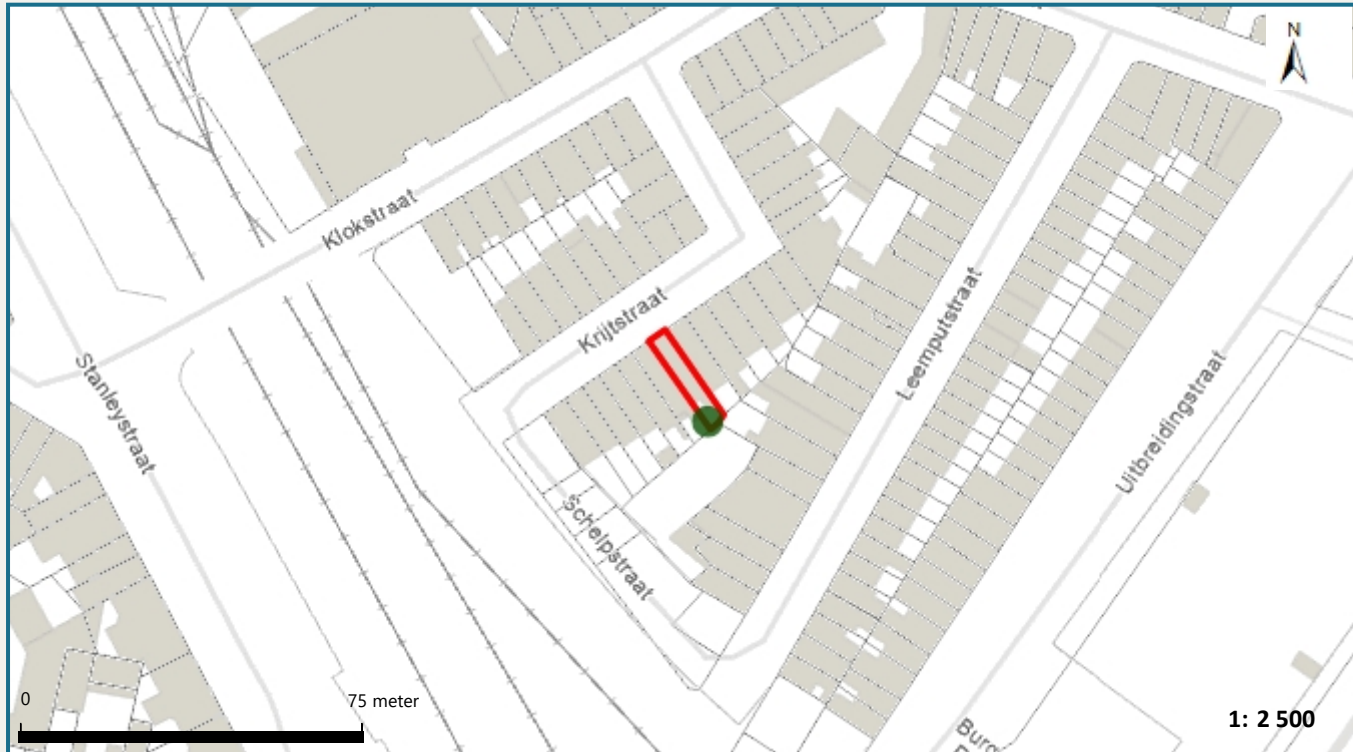 N
Klokstraat
Krijtstraat
Stanleystraat
Leemputstraat
Uitbreidingstraat
Schelpstraat
0
75 meter
1: 2 500